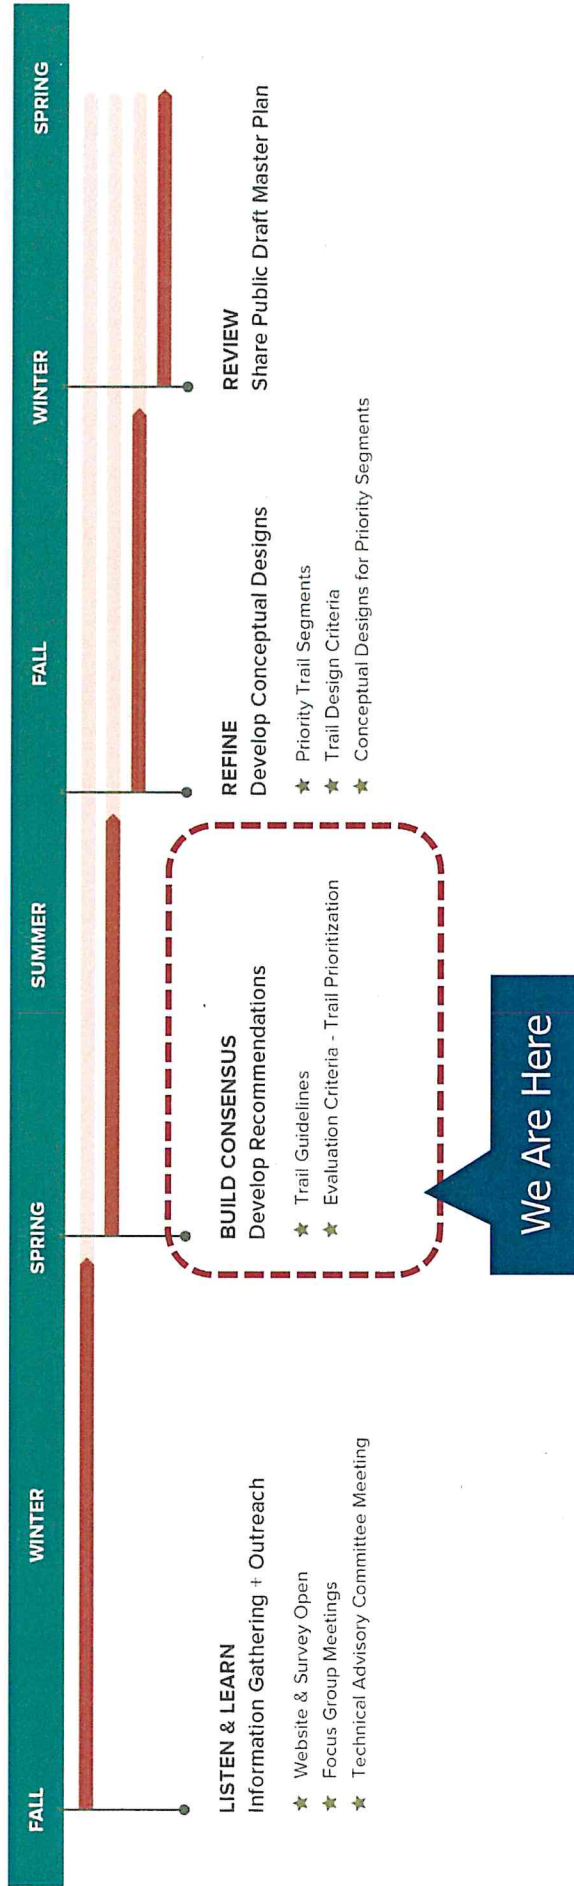 FALL
WINTER
SPRING
SUMMER
FALL
WINTER
SPRING
LISTEN & LEARN
Information Gathering + Outreach
Website & Survey Open
Focus Group Meetings
Technical Advisory Committee Meeting
BUILD CONSENSUS
Develop Recommendations
Trail Guidelines
Evaluation Criteria - Trail Prioritization
REFINE
Develop Conceptual Designs
Priority Trail Segments
Trail Design Criteria
Conceptual Designs for Priority Segments
REVIEW
Share Public Draft Master Plan
We Are Here